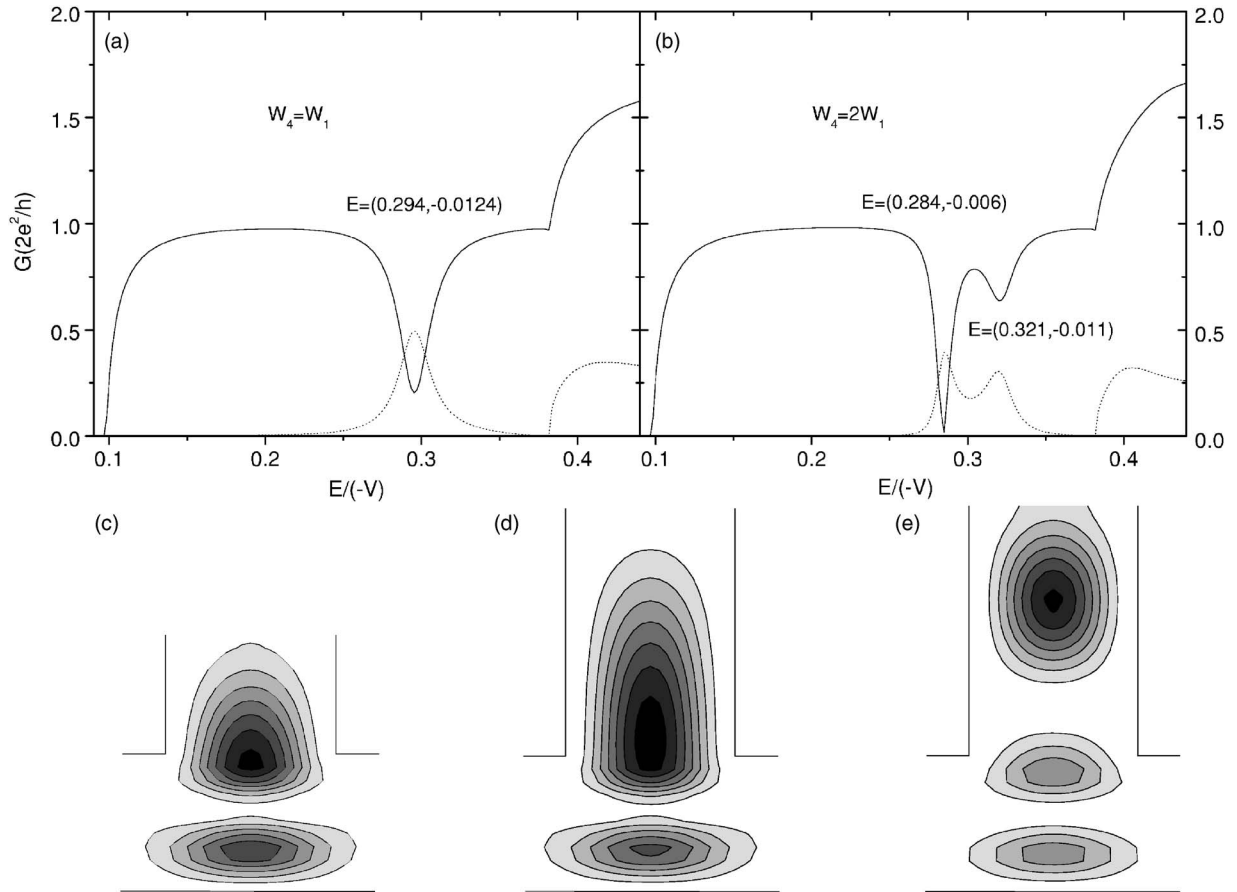 2.0
(a)
(b)
2.0
W₄=W₁
W₄=2W₁
1.5
1.5
E=(0.294,-0.0124)
E=(0.284,-0.006)
1.0
1.0
G(2e²/h)
E=(0.321,-0.011)
0.5
0.5
0.0
0.0
0.1
0.2
0.3
0.4
0.1
0.2
0.3
0.4
E/(-V)
E/(-V)
(c)
(d)
(e)